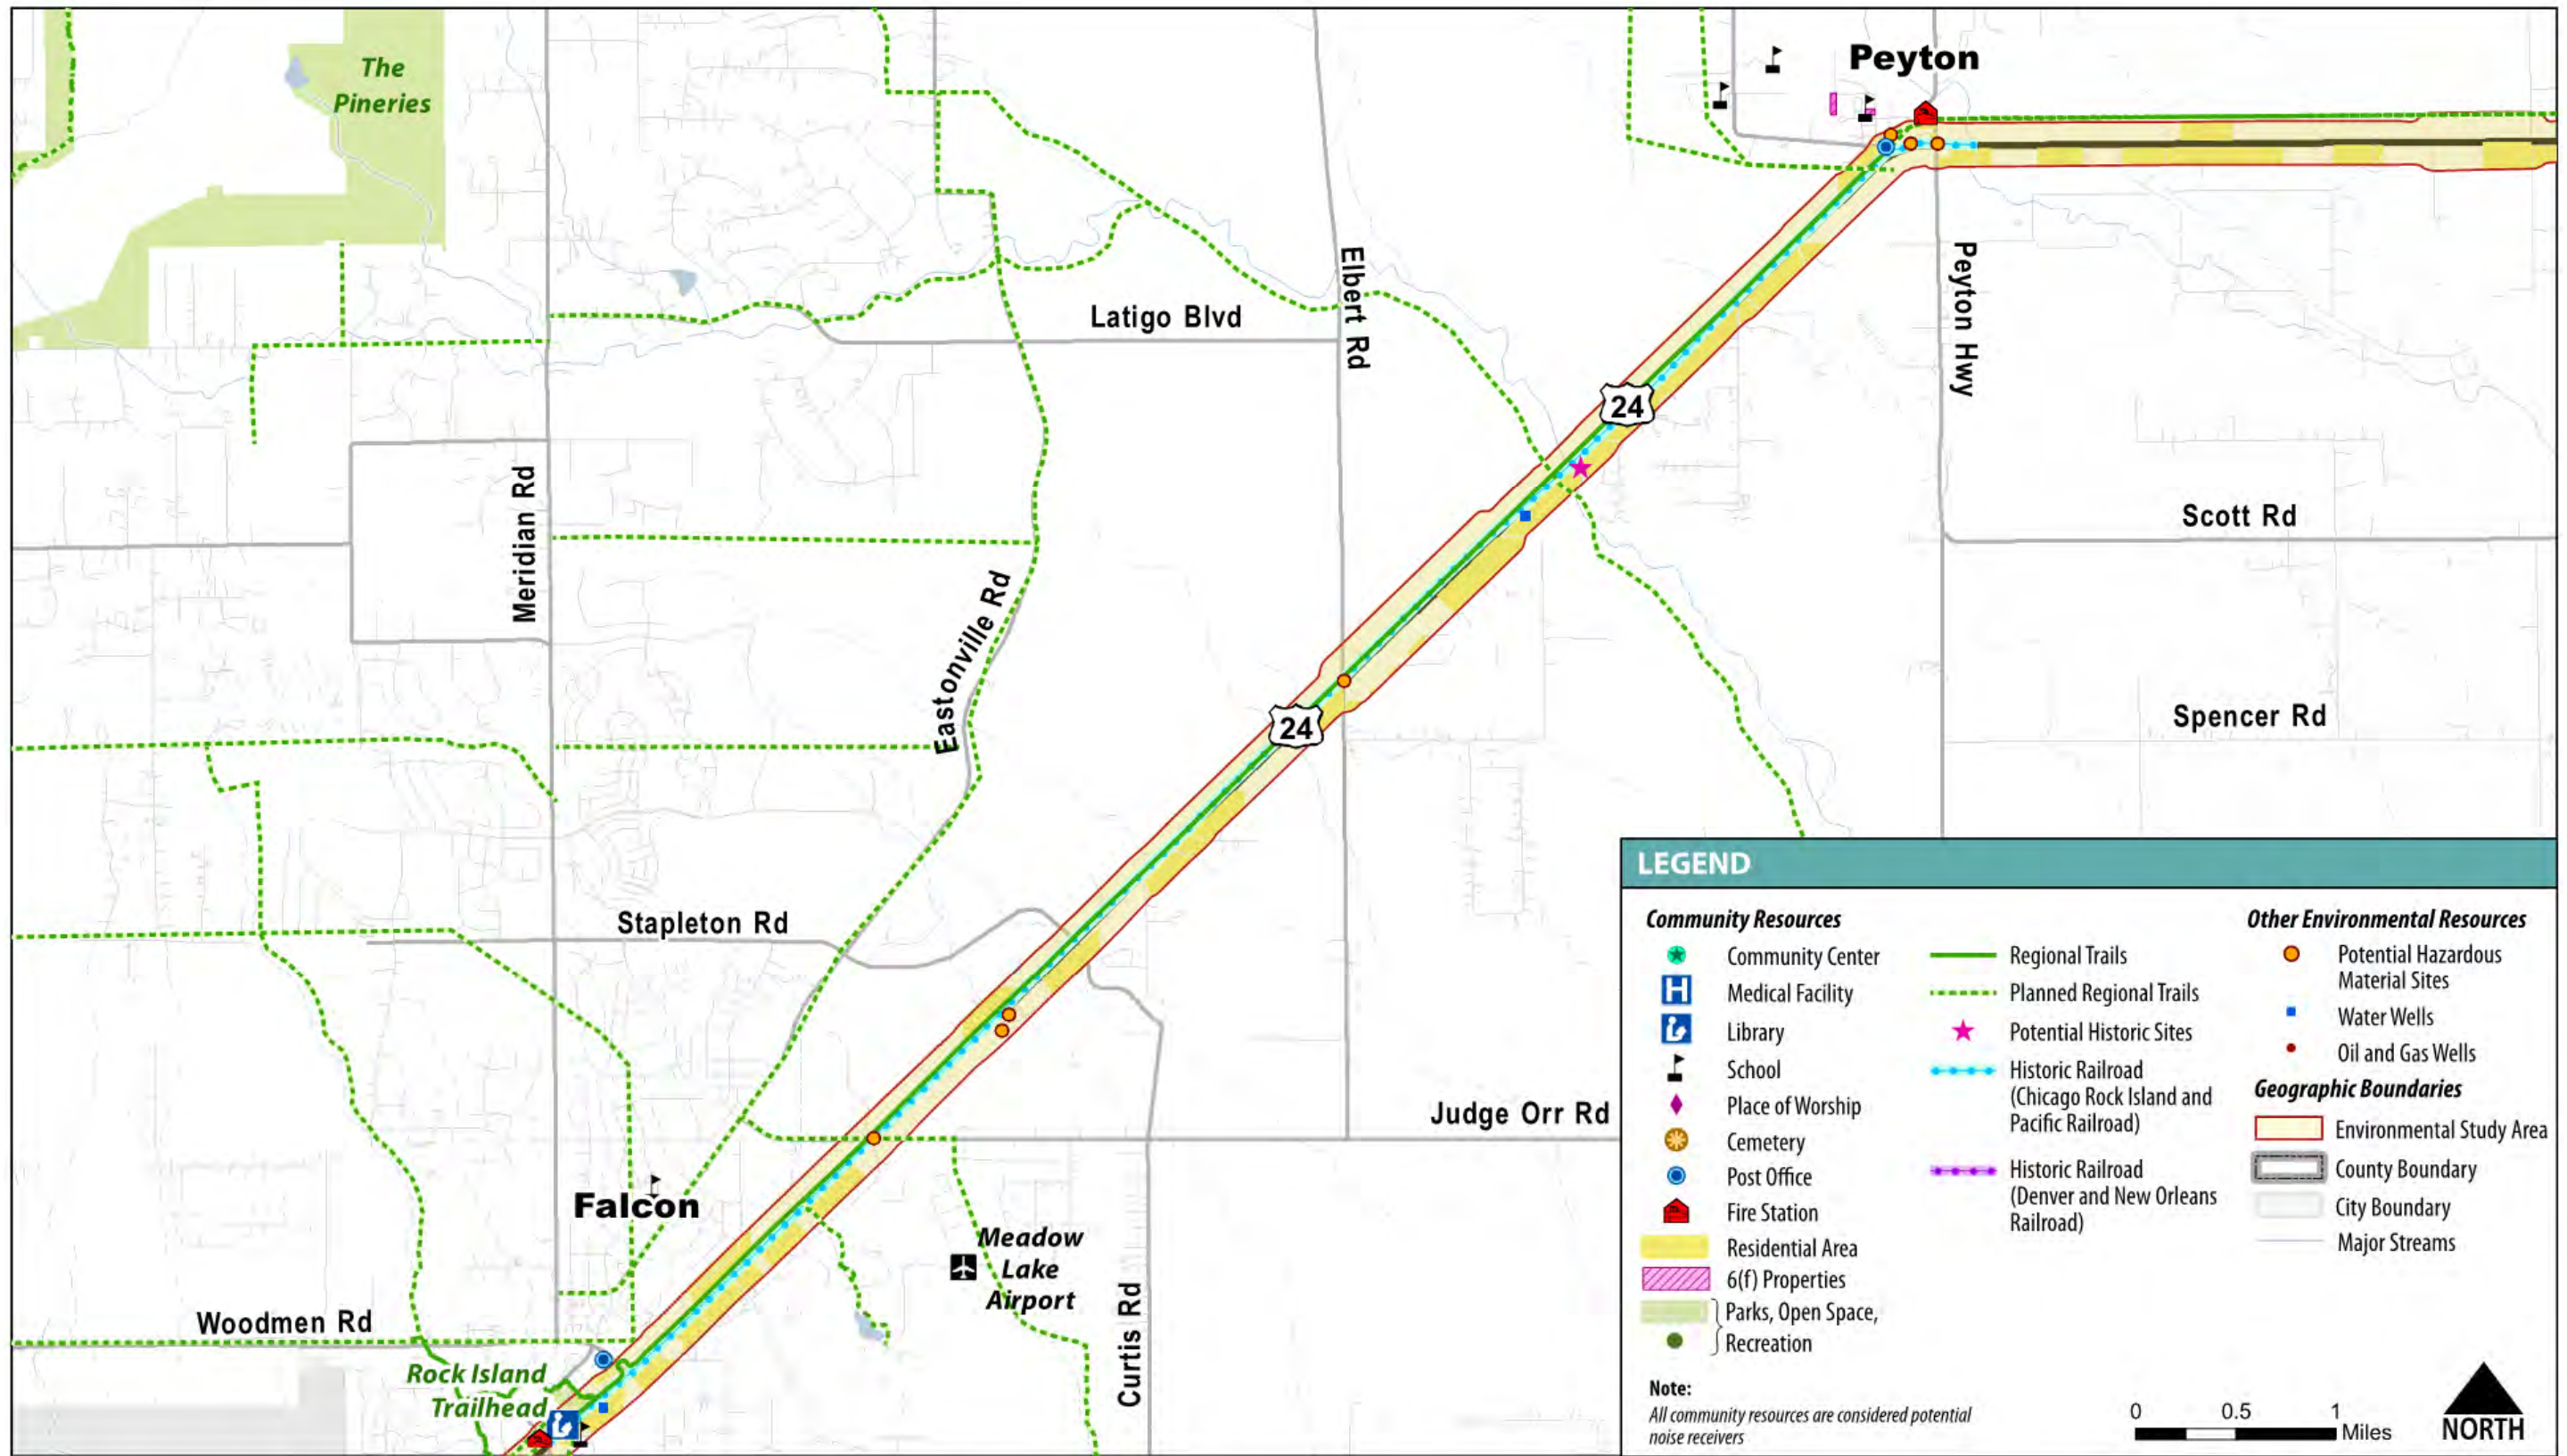 The
Pineries
Peyton
Elbert Rd
Latigo Blvd
Peyton Hwy
24
Meridian Rd
Scott Rd
Eastonville Rd
24
Spencer Rd
Stapleton Rd
Judge Orr Rd
Falcon
Meadow
Lake
Airport
Curtis Rd
Woodmen Rd
Rock Island
Trailhead
LEGEND
Community Resources
Community Center
H
Medical Facility
Library
School
Place of Worship
Cemetery
Post Office
Fire Station
Residential Area
6(f) Properties
Parks, Open Space,
Recreation
Regional Trails
Planned Regional Trails
Potential Historic Sites
Historic Railroad
(Chicago Rock Island and
Pacific Railroad)
Historic Railroad
(Denver and New Orleans
Railroad)
Other Environmental Resources
Potential Hazardous
Material Sites
Water Wells
Oil and Gas Wells
Geographic Boundaries
Environmental Study Area
County Boundary
City Boundary
Major Streams
Note:
All community resources are considered potential
noise receivers
0 0.5 1
Miles
NORTH